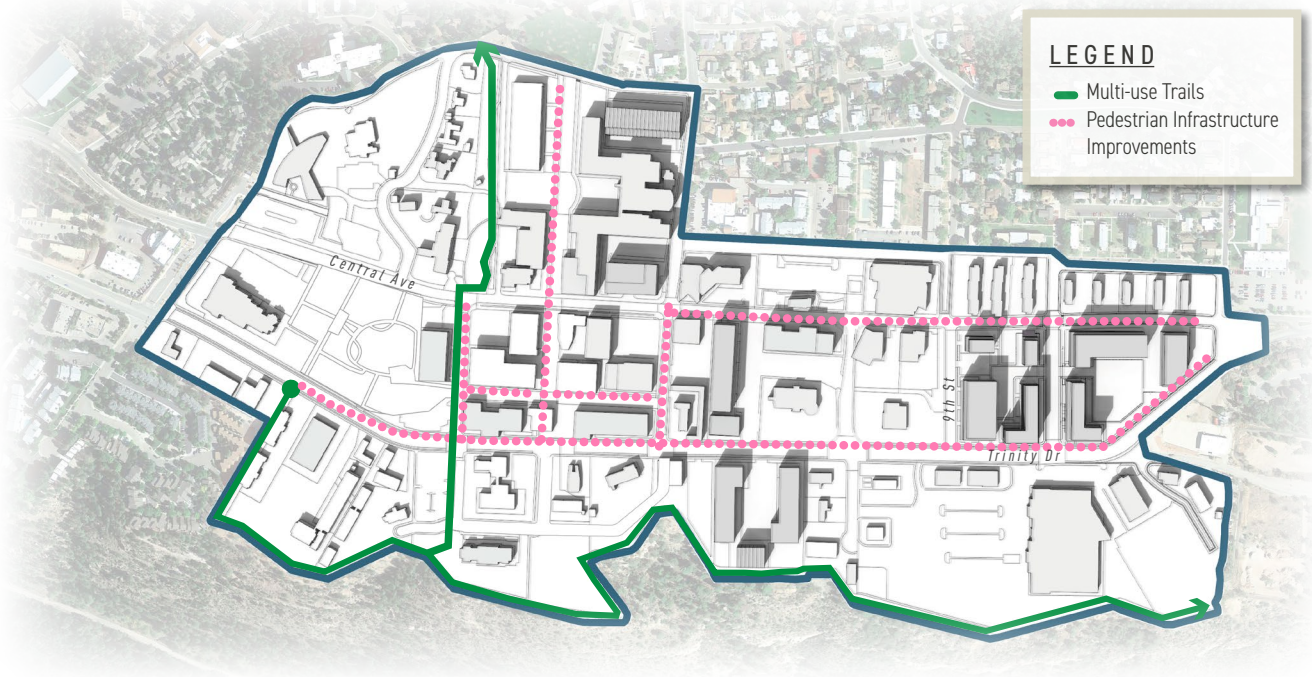 LEGEND
Multi-use Trails
Pedestrian Infrastructure
Improvements
Central Ave
9th St
Trinity Dr